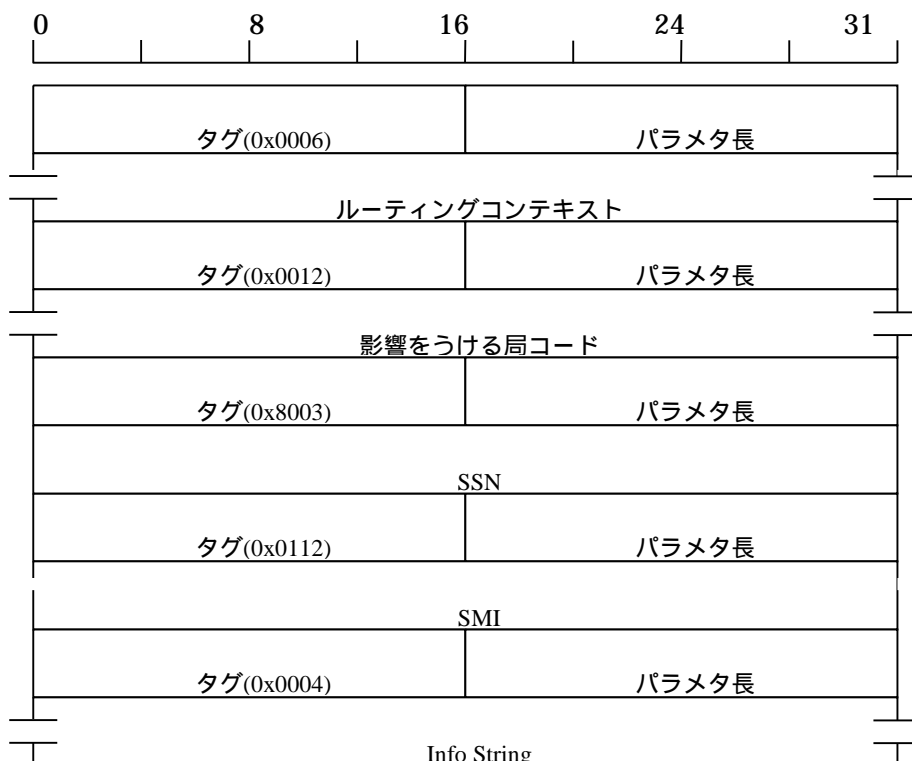 0 8 16 24 31
タグ(0x0006) パラメタ長
ルーティングコンテキスト
タグ(0x0012) パラメタ長
影響をうける局コード
タグ(0x8003) パラメタ長
SSN
タグ(0x0112) パラメタ長
SMI
タグ(0x0004) パラメタ長
Info String